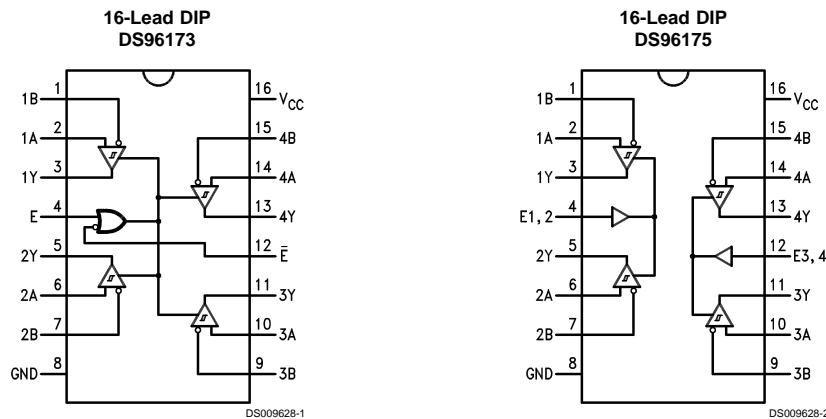 16-Lead DIP
DS96173
1B 1
1A 2
1Y 3
E 4
2Y 5
2A 6
2B 7
GND 8
16 VCC
15 4B
14 4A
13 4Y
12 E̅
11 3Y
10 3A
9 3B
DS009628-1
16-Lead DIP
DS96175
1B 1
1A 2
1Y 3
E1,2 4
2Y 5
2A 6
2B 7
GND 8
16 VCC
15 4B
14 4A
13 4Y
12 E3,4
11 3Y
10 3A
9 3B
DS009628-2